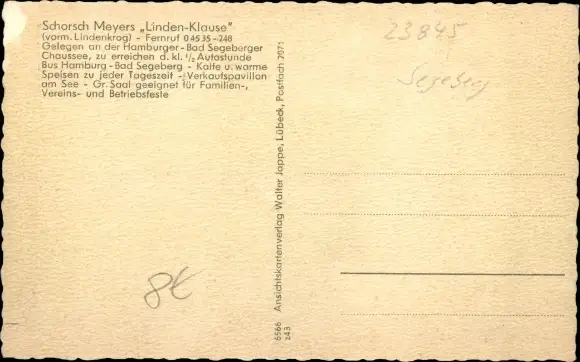 Schorsch Meyers „Linden-Klause"
(vorm. Lindenkrog) - Fernruf 04535-248
Gelegen an der Hamburger-Bad Segeberger
Chaussee, zu erreichen d. kl. ½ Autostunde
Bus Hamburg-Bad Segeberg - Kalte u. warme
Speisen zu jeder Tageszeit - Verkaufspavillon
am See - Gr. Saal geeignet für Familien-,
Vereins- und Betriebsfeste
Ansichtskartenverlag Walter Jappe, Lübeck, Postfach 2071
6566
243
23845
Segeberg
8€